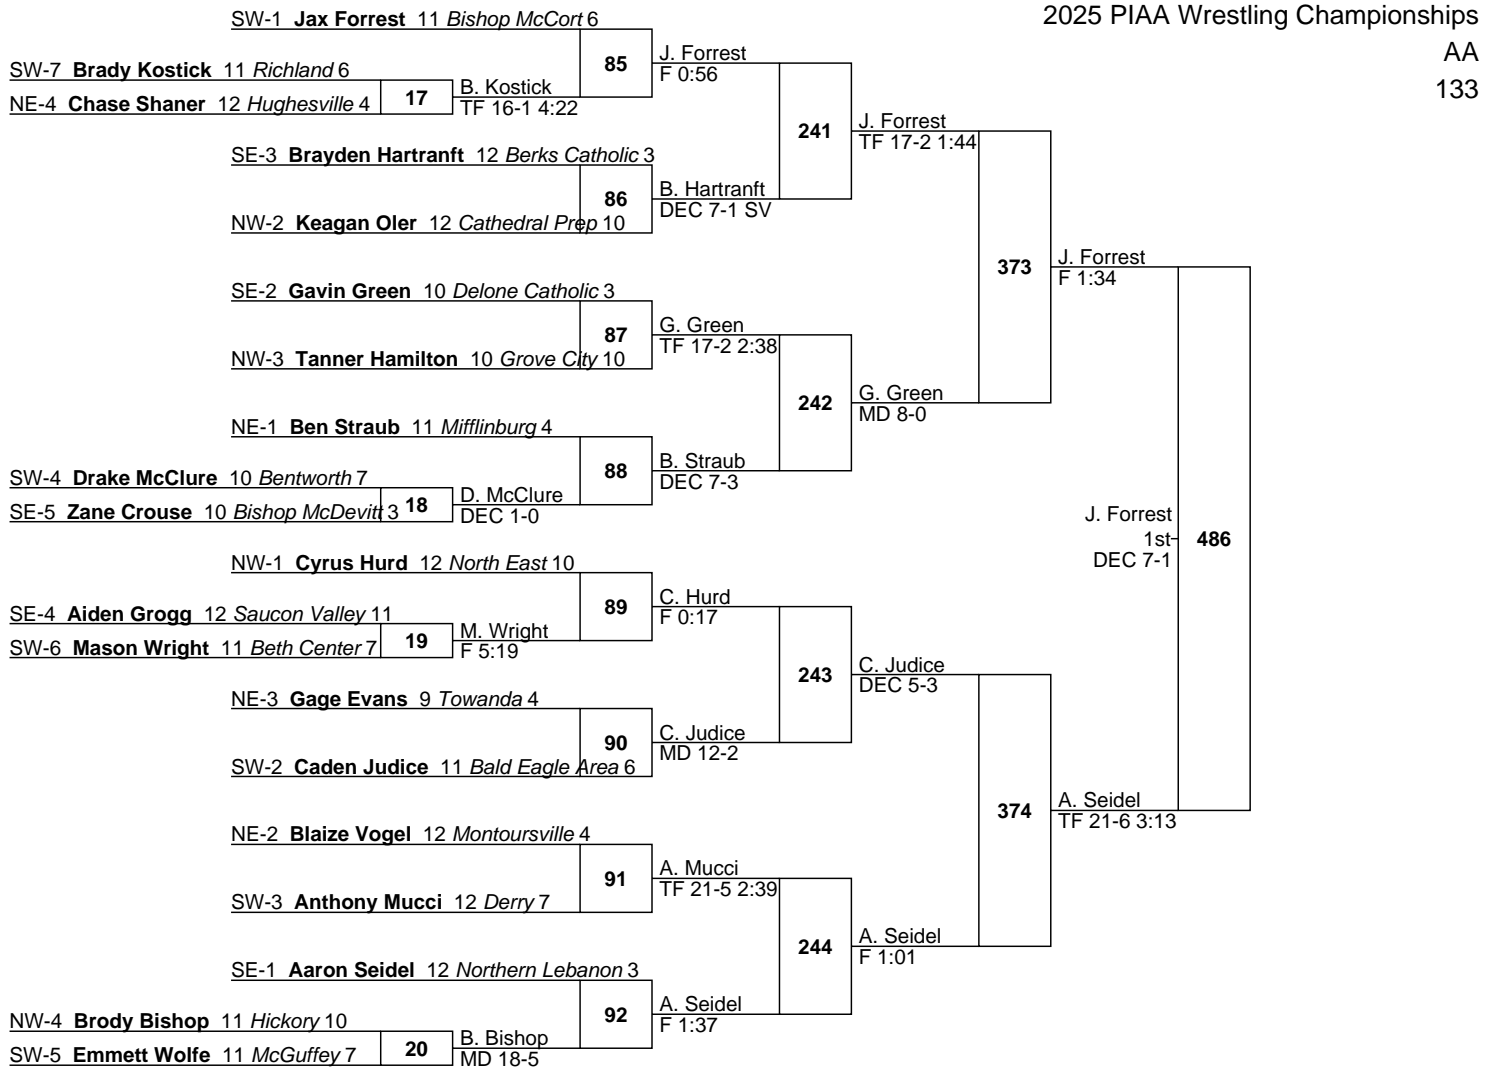 2025 PIAA Wrestling Championships
AA
133
SW-1 Jax Forrest 11 Bishop McCort 6
SW-7 Brady Kostick 11 Richland 6
NE-4 Chase Shaner 12 Hughesville 4
17
B. Kostick
TF 16-1 4:22
85
J. Forrest
F 0:56
SE-3 Brayden Hartranft 12 Berks Catholic 3
NW-2 Keagan Oler 12 Cathedral Prep 10
86
B. Hartranft
DEC 7-1 SV
241
J. Forrest
TF 17-2 1:44
SE-2 Gavin Green 10 Delone Catholic 3
NW-3 Tanner Hamilton 10 Grove City 10
87
G. Green
TF 17-2 2:38
NE-1 Ben Straub 11 Mifflinburg 4
SW-4 Drake McClure 10 Bentworth 7
SE-5 Zane Crouse 10 Bishop McDevitt 3
18
D. McClure
DEC 1-0
88
B. Straub
DEC 7-3
242
G. Green
MD 8-0
373
J. Forrest
F 1:34
NW-1 Cyrus Hurd 12 North East 10
SE-4 Aiden Grogg 12 Saucon Valley 11
SW-6 Mason Wright 11 Beth Center 7
19
M. Wright
F 5:19
89
C. Hurd
F 0:17
NE-3 Gage Evans 9 Towanda 4
SW-2 Caden Judice 11 Bald Eagle Area 6
90
C. Judice
MD 12-2
243
C. Judice
DEC 5-3
NE-2 Blaize Vogel 12 Montoursville 4
SW-3 Anthony Mucci 12 Derry 7
91
A. Mucci
TF 21-5 2:39
SE-1 Aaron Seidel 12 Northern Lebanon 3
NW-4 Brody Bishop 11 Hickory 10
SW-5 Emmett Wolfe 11 McGuffey 7
20
B. Bishop
MD 18-5
92
A. Seidel
F 1:37
244
A. Seidel
F 1:01
374
A. Seidel
TF 21-6 3:13
J. Forrest
1st
DEC 7-1
486